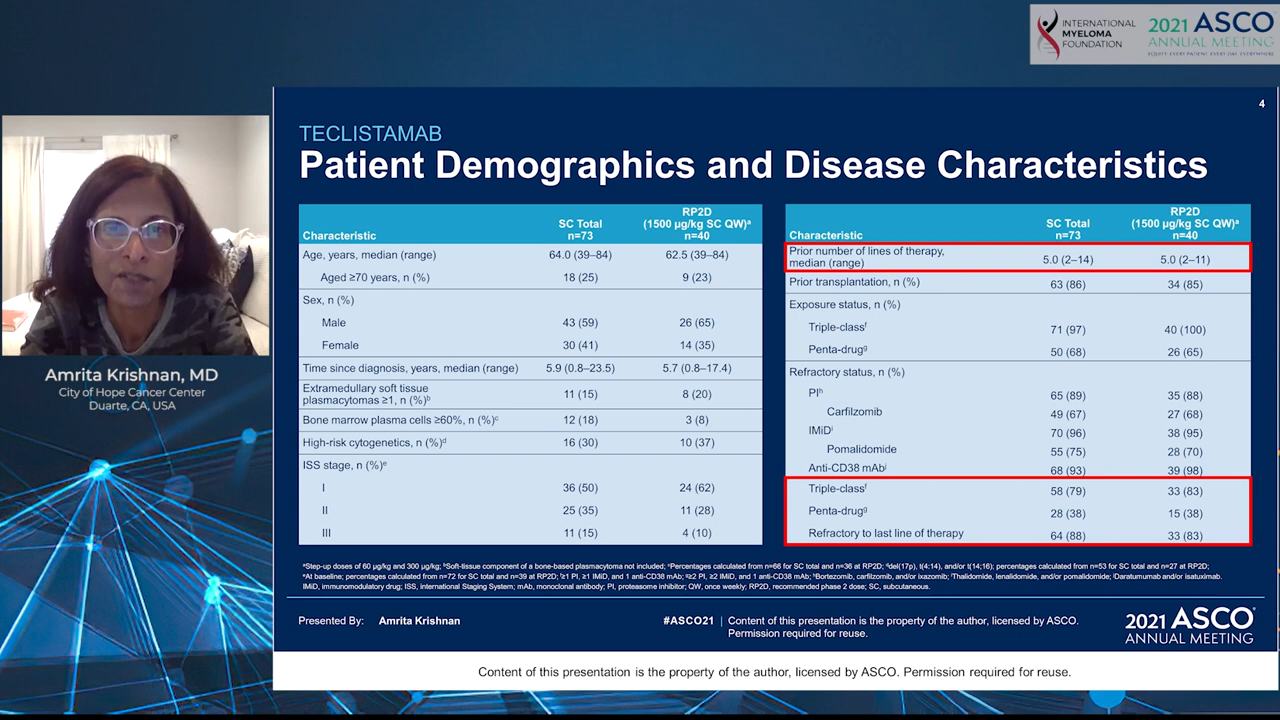 INTERNATIONAL
MYELOMA
FOUNDATION
2021 ASCO
ANNUAL MEETING
EQUITY: EVERY PATIENT. EVERY DAY. EVERYWHERE.
4
TECLISTAMAB
Patient Demographics and Disease Characteristics
Characteristic SC Total n=73 RP2D (1500 µg/kg SC QW)ᵃ n=40
Age, years, median (range) 64.0 (39–84) 62.5 (39–84)
Aged ≥70 years, n (%) 18 (25) 9 (23)
Sex, n (%)
Male 43 (59) 26 (65)
Female 30 (41) 14 (35)
Time since diagnosis, years, median (range) 5.9 (0.8–23.5) 5.7 (0.8–17.4)
Extramedullary soft tissue
plasmacytomas ≥1, n (%)ᵇ 11 (15) 8 (20)
Bone marrow plasma cells ≥60%, n (%)ᶜ 12 (18) 3 (8)
High-risk cytogenetics, n (%)ᵈ 16 (30) 10 (37)
ISS stage, n (%)ᵉ
I 36 (50) 24 (62)
II 25 (35) 11 (28)
III 11 (15) 4 (10)
Characteristic SC Total n=73 RP2D (1500 µg/kg SC QW)ᵃ n=40
Prior number of lines of therapy,
median (range) 5.0 (2–14) 5.0 (2–11)
Prior transplantation, n (%) 63 (86) 34 (85)
Exposure status, n (%)
Triple-classᶠ 71 (97) 40 (100)
Penta-drugᵍ 50 (68) 26 (65)
Refractory status, n (%)
PIʰ 65 (89) 35 (88)
Carfilzomib 49 (67) 27 (68)
IMiDⁱ 70 (96) 38 (95)
Pomalidomide 55 (75) 28 (70)
Anti-CD38 mAbʲ 68 (93) 39 (98)
Triple-classᶠ 58 (79) 33 (83)
Penta-drugᵍ 28 (38) 15 (38)
Refractory to last line of therapy 64 (88) 33 (83)
ᵃStep-up doses of 60 µg/kg and 300 µg/kg; ᵇSoft-tissue component of a bone-based plasmacytoma not included; ᶜPercentages calculated from n=66 for SC total and n=36 at RP2D; ᵈdel(17p), t(4:14), and/or t(14;16); percentages calculated from n=53 for SC total and n=27 at RP2D;
ᵉAt baseline; percentages calculated from n=72 for SC total and n=39 at RP2D; ᶠ≥1 PI, ≥1 IMiD, and 1 anti-CD38 mAb; ᵍ≥2 PI, ≥2 IMiD, and 1 anti-CD38 mAb; ʰBortezomib, carfilzomib, and/or ixazomib; ⁱThalidomide, lenalidomide, and/or pomalidomide; ʲDaratumumab and/or isatuximab.
IMiD, immunomodulatory drug; ISS, international Staging System; mAb, monoclonal antibody; PI, proteasome inhibitor; QW, once weekly; RP2D, recommended phase 2 dose; SC, subcutaneous.
Amrita Krishnan, MD
City of Hope Cancer Center
Duarte, CA, USA
Presented By: Amrita Krishnan
#ASCO21 | Content of this presentation is the property of the author, licensed by ASCO.
Permission required for reuse.
2021 ASCO®
ANNUAL MEETING
Content of this presentation is the property of the author, licensed by ASCO. Permission required for reuse.